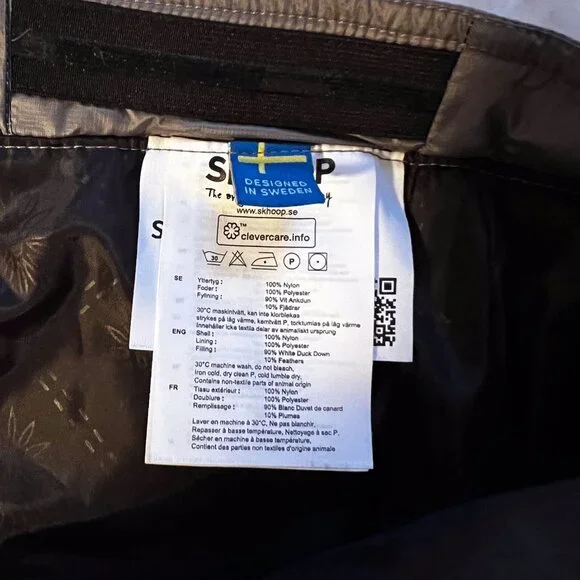 SK P
DESIGNED
IN SWEDEN
The
www.skhoop.se
™
clevercare.info
30
P
S
SE
Yttertyg : 100% Nylon
Foder : 100% Polyester
Fyllning : 90% Vit Ankdun
10% Fjädrar
30°C maskintvätt, kan inte klorblekas
strykes på låg värme, kemtvätt P, torktumlas på låg värme
Innehåller icke textila delar av animaliskt ursprung
ENG
Shell : 100% Nylon
Lining : 100% Polyester
Filling : 90% White Duck Down
10% Feathers
30°C machine wash, do not bleach,
Iron cold, dry clean P, cold tumble dry.
Contains non-textile parts of animal origin
FR
Tissu extérieur : 100% Nylon
Doublure : 100% Polyester
Remplissage : 90% Blanc Duvet de canard
10% Plumes
Laver en machine à 30°C, Ne pas blanchir.
Repasser à basse température, Nettoyage à sec P.
Sécher en machine à basse température.
Contient des parties non textiles d'origine animale